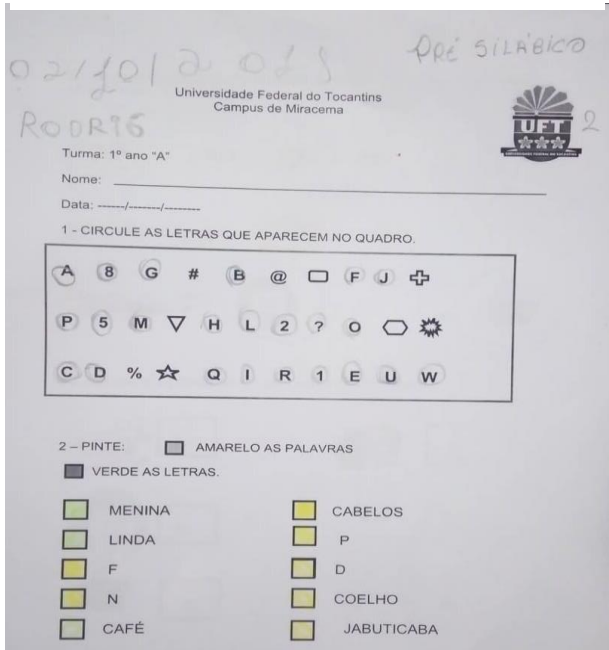 PRÉ SILÁBICO
02/10/2023
Universidade Federal do Tocantins
Campus de Miracema
UFT
2
Turma: 1º ano "A"
Nome:
Data: ------/-------/--------
1 - CIRCULE AS LETRAS QUE APARECEM NO QUADRO.
A 8 G # B @ F J
P 5 M H L 2 ? O
C D % Q I R 1 E U W
2 – PINTE: AMARELO AS PALAVRAS
VERDE AS LETRAS.
MENINA CABELOS
LINDA P
F D
N COELHO
CAFÉ JABUTICABA